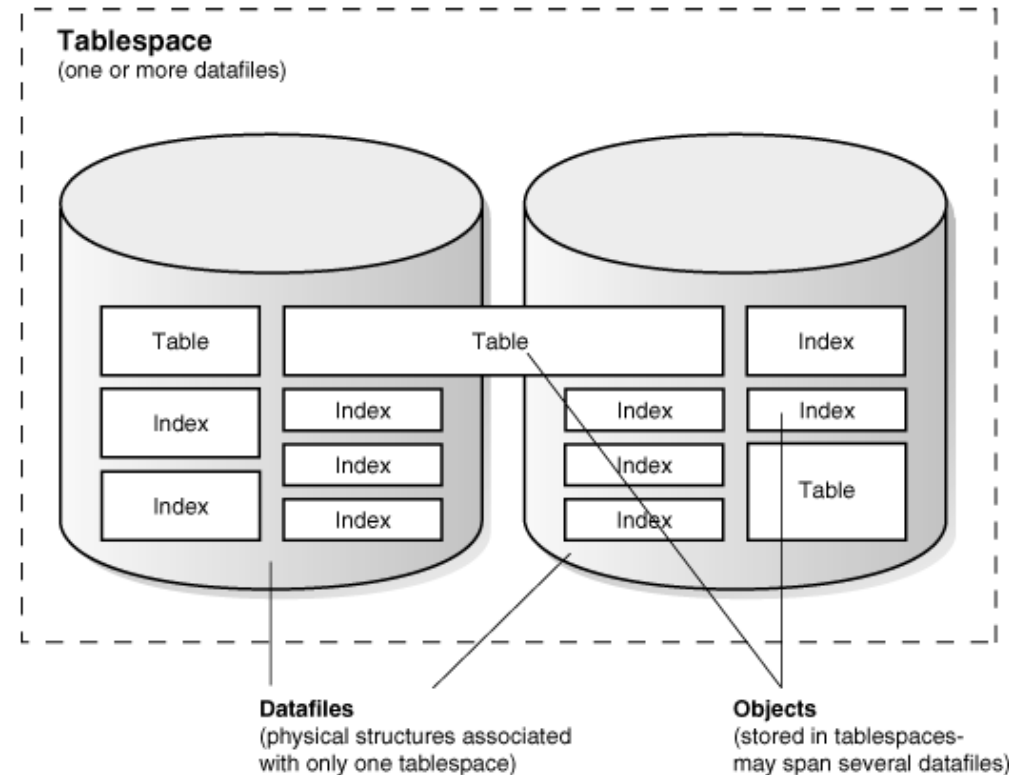 Tablespace
(one or more datafiles)
Table
Table
Index
Index
Index
Index
Index
Index
Index
Index
Table
Index
Index
Index
Datafiles
(physical structures associated
with only one tablespace)
Objects
(stored in tablespaces-
may span several datafiles)